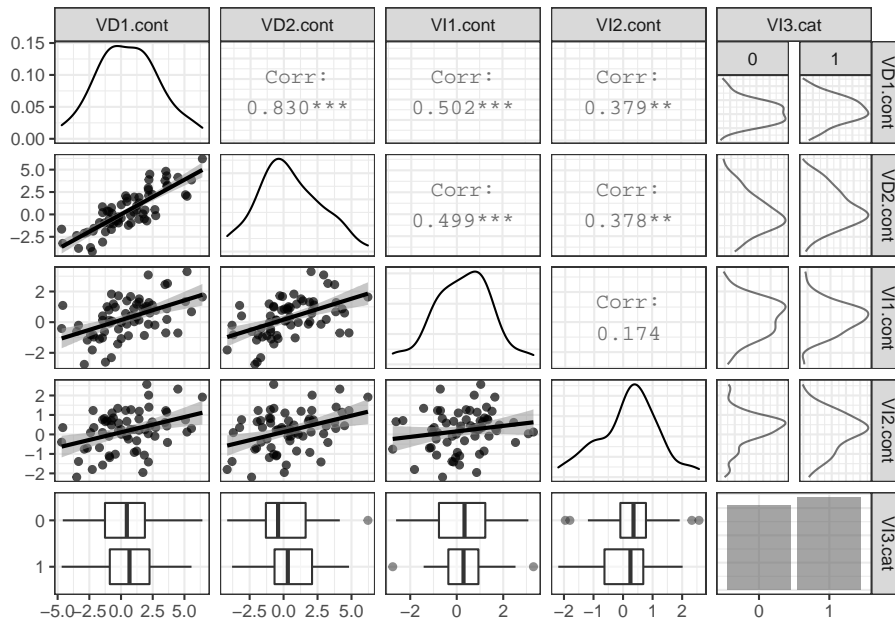 VD1.cont VD2.cont VI1.cont VI2.cont VI3.cat
0 1
0.15
0.10
0.05
0.00
Corr:
0.830***
Corr:
0.502***
Corr:
0.379**
VD1.cont
5.0
2.5
0.0
−2.5
Corr:
0.499***
Corr:
0.378**
VD2.cont
2
0
−2
Corr:
0.174
VI1.cont
2
1
0
−1
−2
VI2.cont
0
1
VI3.cat
−5.0 −2.5 0.0 2.5 5.0
−2.5 0.0 2.5 5.0
−2 0 2
−2 −1 0 1 2
0 1